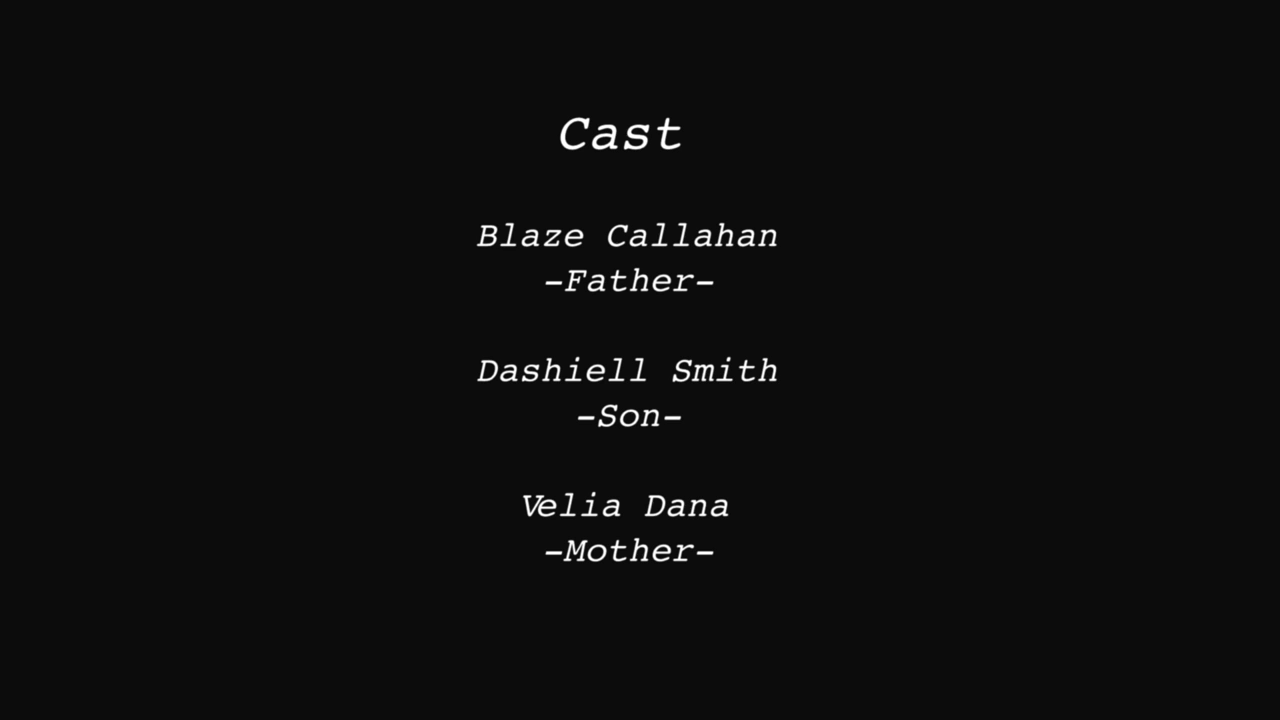 Cast
Blaze Callahan
-Father-
Dashiell Smith
-Son-
Velia Dana
-Mother-